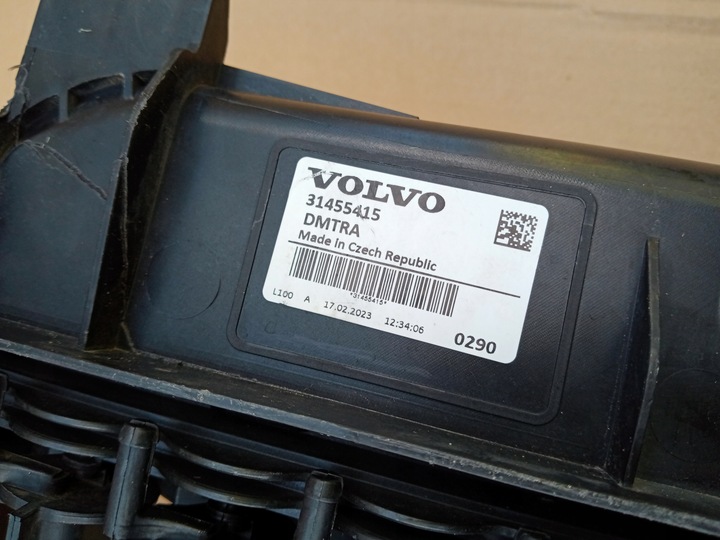 VOLVO
31455415
DMTRA
Made in Czech Republic
*31455415*
L100 A 17.02.2023 12:34:06 0290